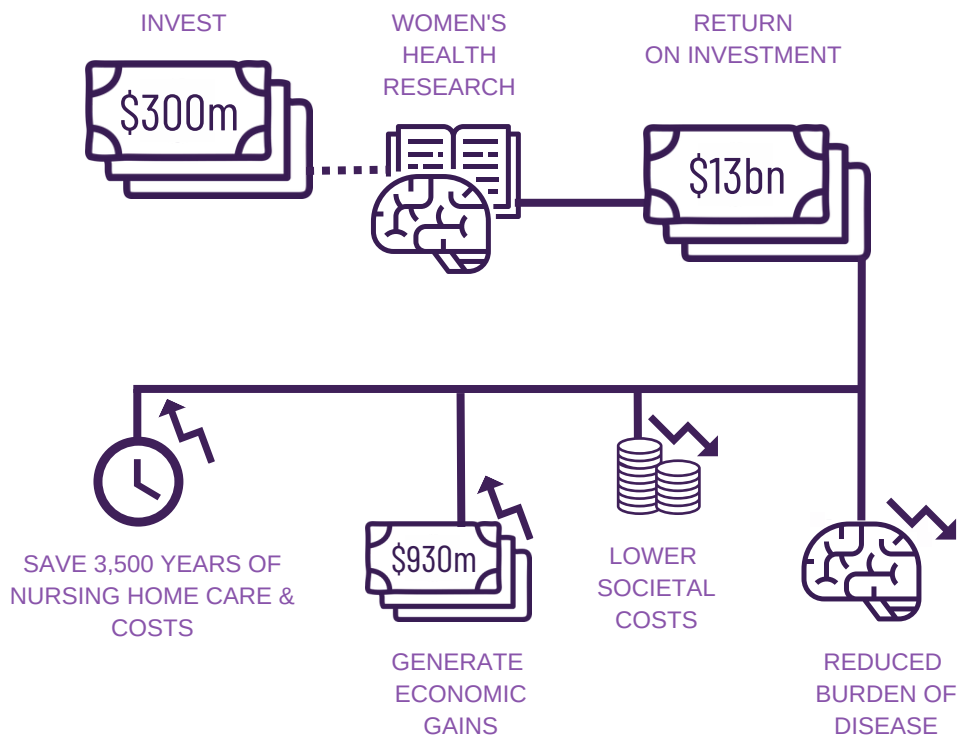 INVEST
WOMEN'S
HEALTH
RESEARCH
RETURN
ON INVESTMENT
$300m
$13bn
SAVE 3,500 YEARS OF
NURSING HOME CARE &
COSTS
$930m
GENERATE
ECONOMIC
GAINS
LOWER
SOCIETAL
COSTS
REDUCED
BURDEN OF
DISEASE